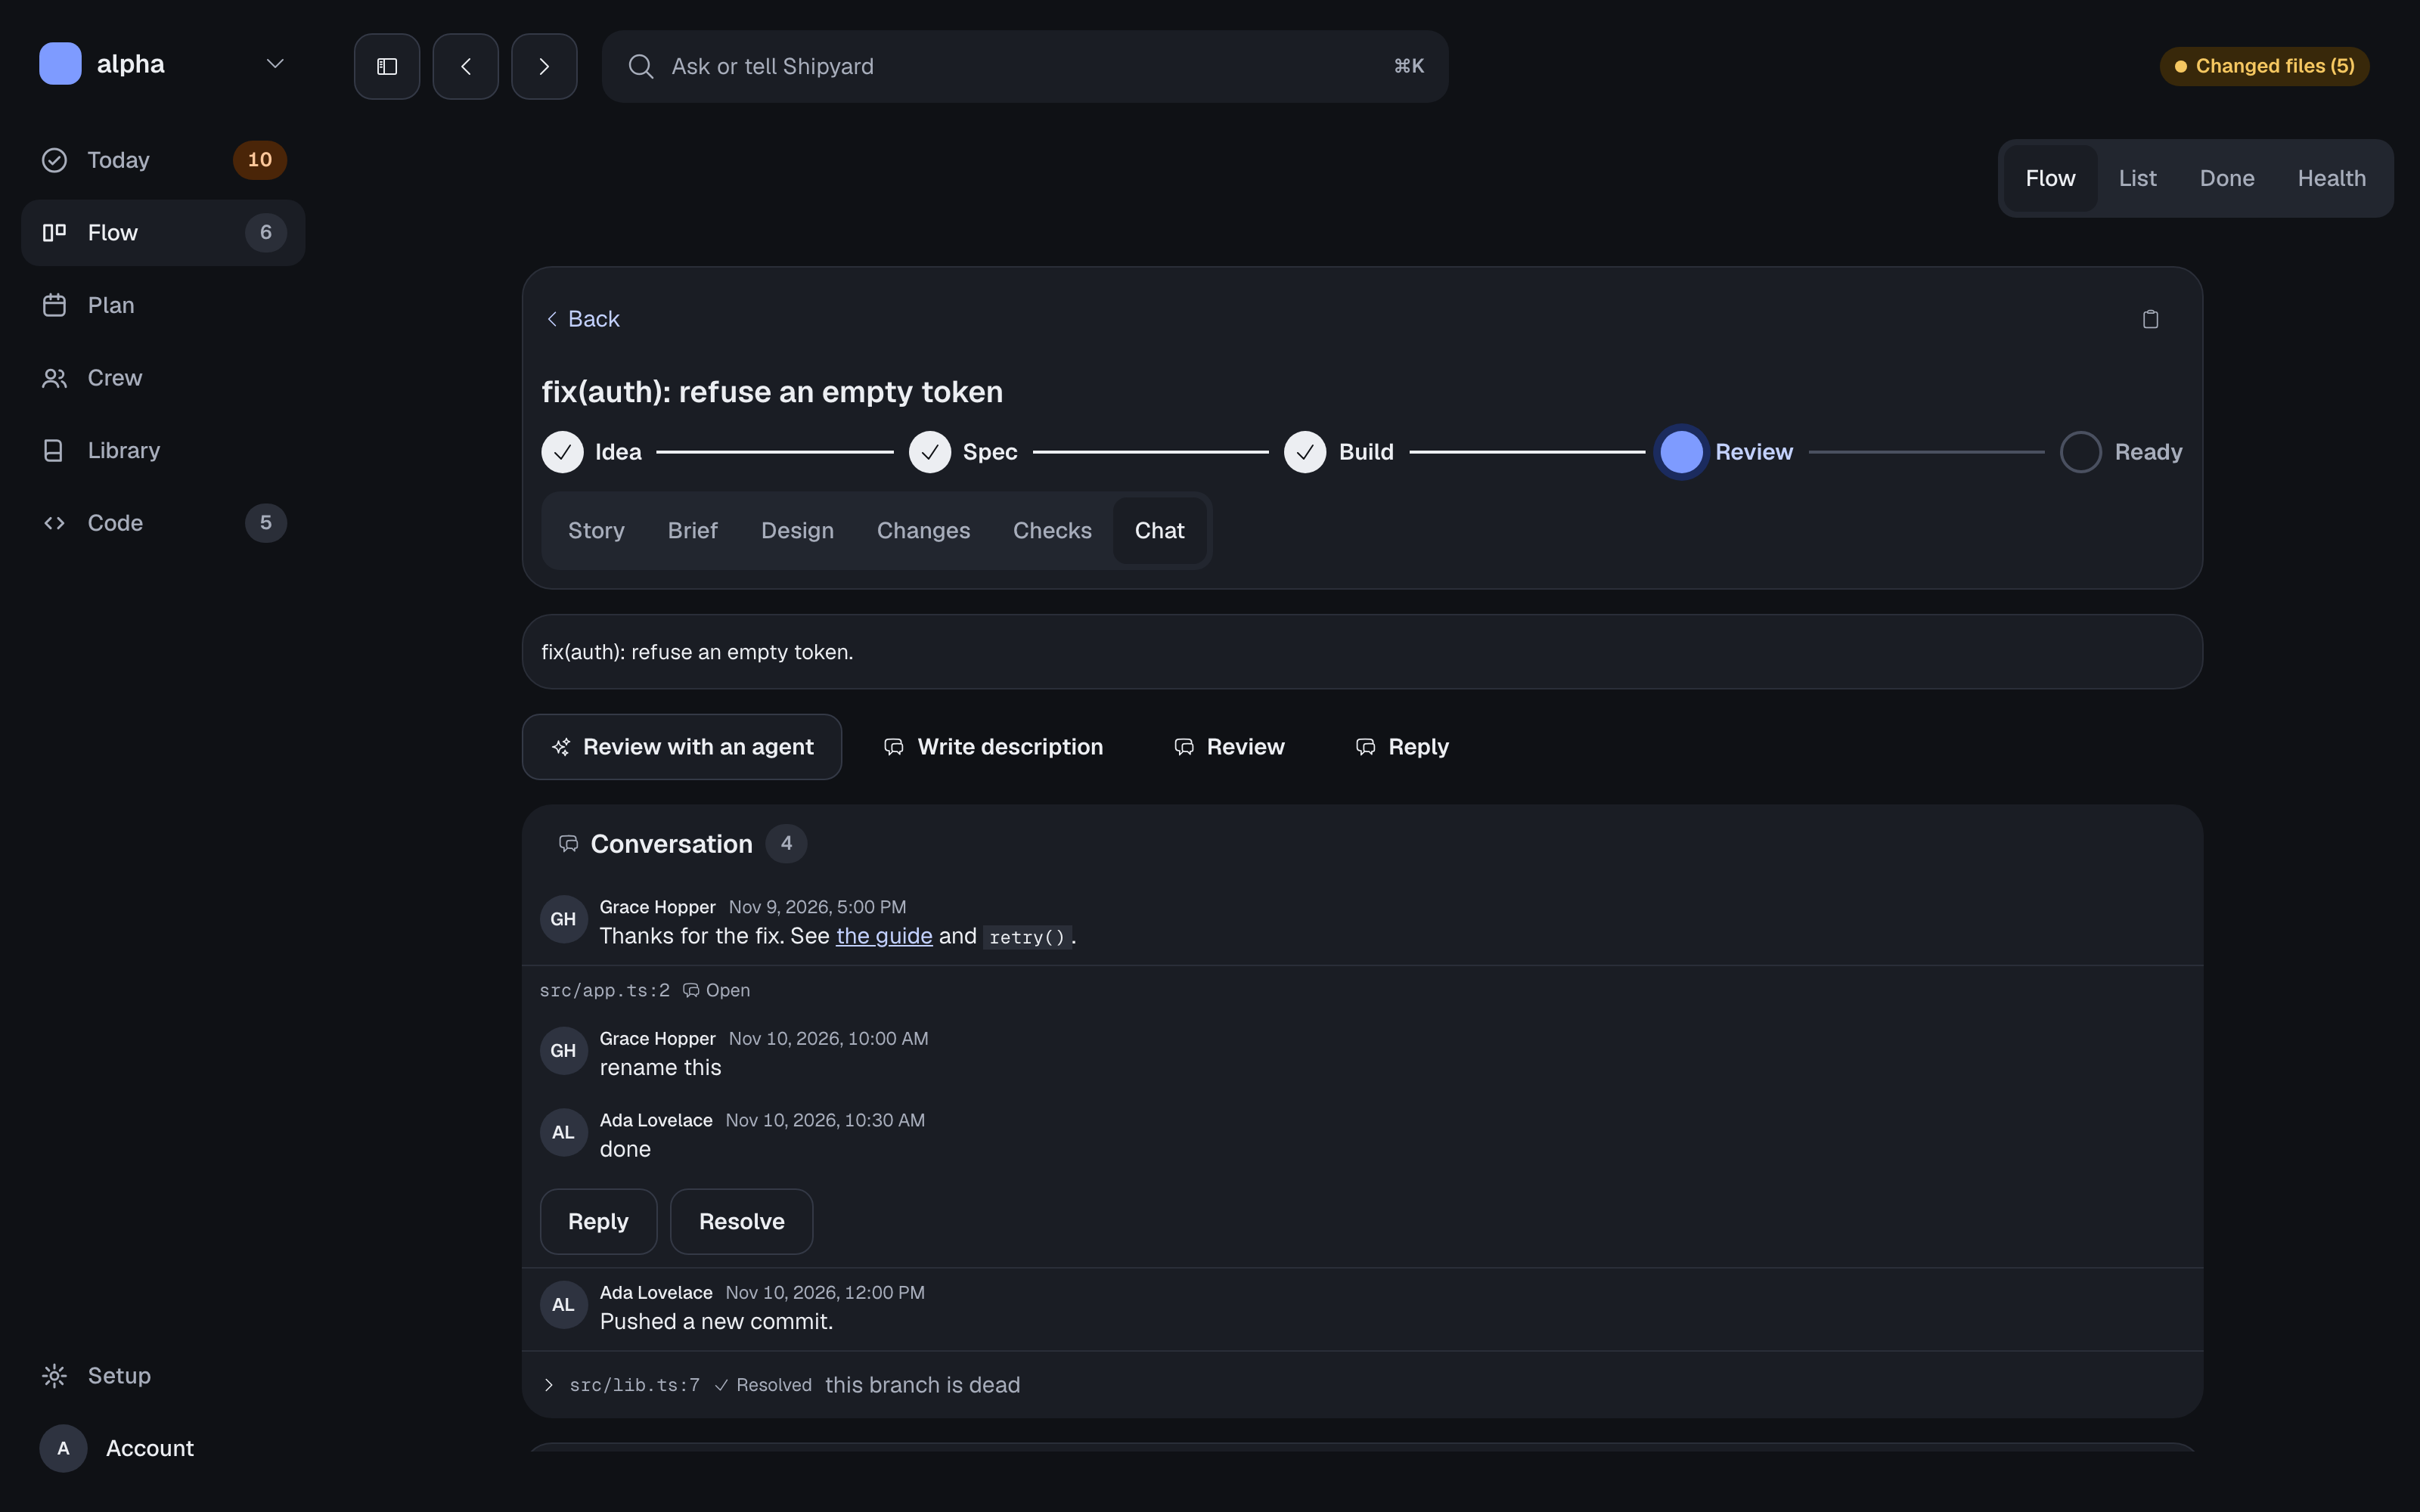 alpha
Ask or tell Shipyard
⌘K
Changed files (5)
Today
10
Flow
6
Plan
Crew
Library
Code
5
Flow
List
Done
Health
Back
fix(auth): refuse an empty token
Idea
Spec
Build
Review
Ready
Story
Brief
Design
Changes
Checks
Chat
fix(auth): refuse an empty token.
Review with an agent
Write description
Review
Reply
Conversation
4
GH
Grace Hopper Nov 9, 2026, 5:00 PM
Thanks for the fix. See the guide and retry().
src/app.ts:2 Open
GH
Grace Hopper Nov 10, 2026, 10:00 AM
rename this
AL
Ada Lovelace Nov 10, 2026, 10:30 AM
done
Reply
Resolve
AL
Ada Lovelace Nov 10, 2026, 12:00 PM
Pushed a new commit.
src/lib.ts:7 Resolved this branch is dead
Setup
A
Account